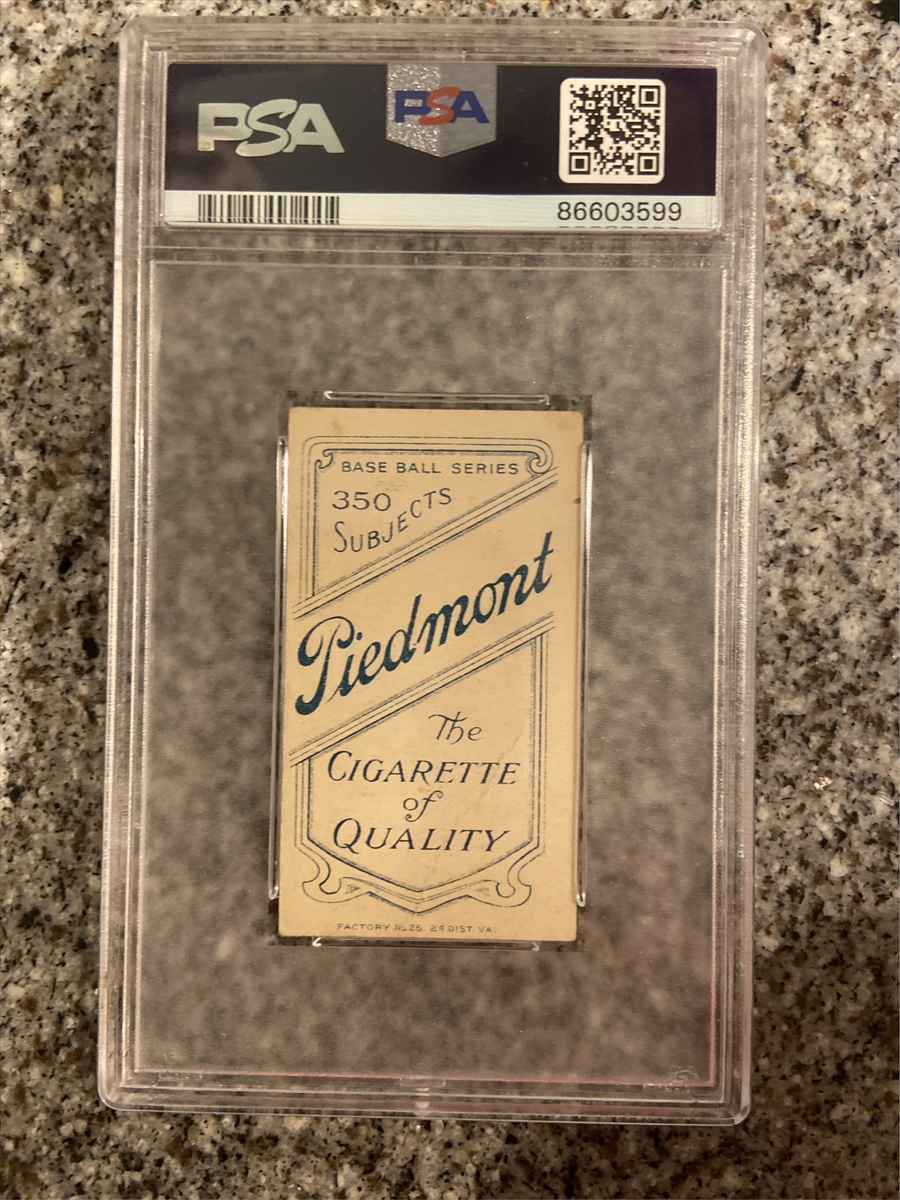 PSA
PSA
86603599
BASE BALL SERIES
350
SUBJECTS
Piedmont
The
CIGARETTE
of
QUALITY
FACTORY No. 25. 2d DIST. VA.